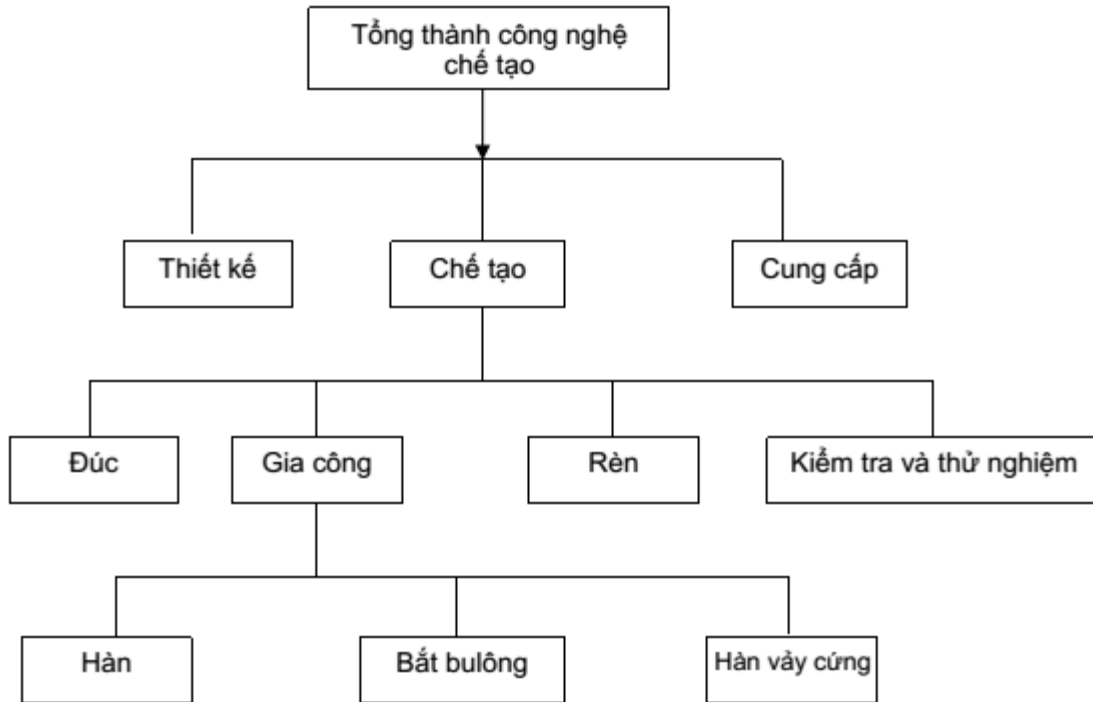 Tổng thành công nghệ
chế tạo
Thiết kế
Chế tạo
Cung cấp
Đúc
Gia công
Rèn
Kiểm tra và thử nghiệm
Hàn
Bắt bulông
Hàn vảy cứng